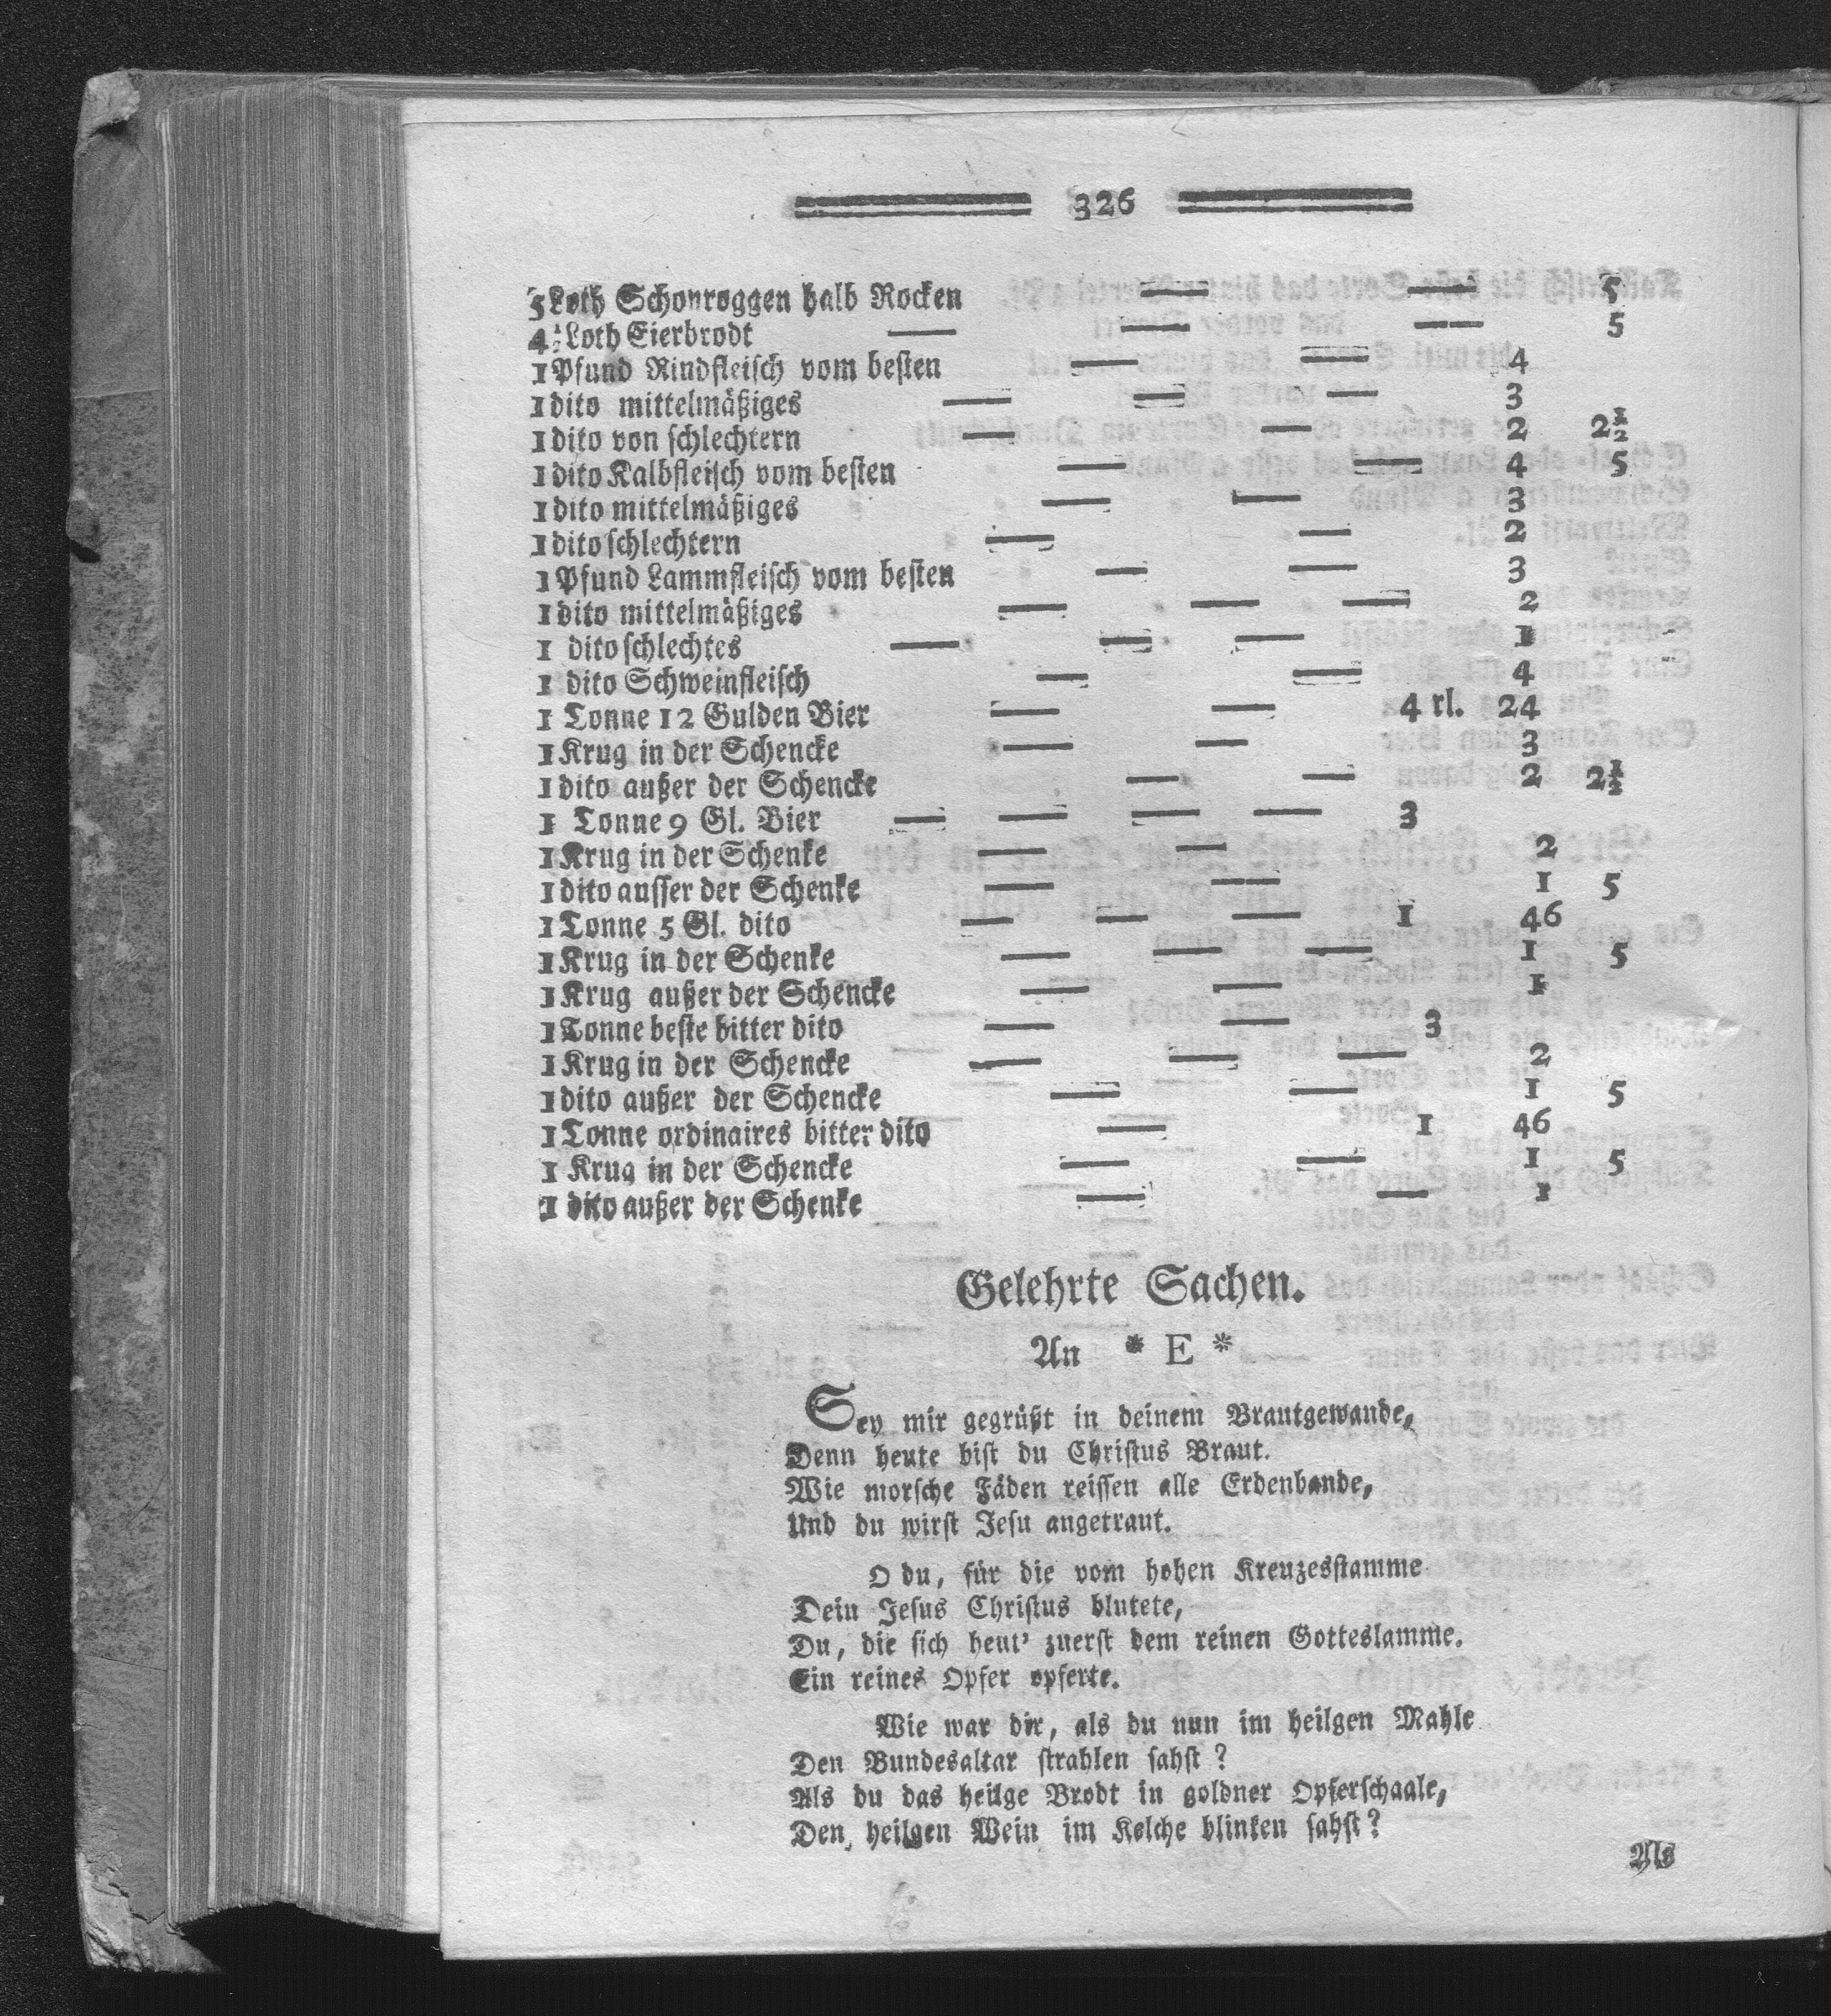 326
5 Loth Schonroggen halb Rocken — — 5
4½ Loth Eierbrodt — — — 5
1 Pfund Rindfleisch vom besten — — 4
1 dito mittelmäßiges — — — 3
1 dito von schlechtern — — 2 2½
1 dito Kalbfleisch vom besten — — 4 5
1 dito mittelmäßiges — — 3
1 dito schlechtern — — 2
1 Pfund Lammfleisch vom besten — — 3
1 dito mittelmäßiges — — — 2
1 dito schlechtes — — — 1
1 dito Schweinfleisch — — 4
1 Tonne 12 Gulden Bier — — 4 rl. 24
1 Krug in der Schencke — — 3
1 dito außer der Schencke — — 2 2½
1 Tonne 9 Gl. Bier — — — — 3
1 Krug in der Schenke — — 2
1 dito ausser der Schenke — — 1 5
1 Tonne 5 Gl. dito — — — 1 46
1 Krug in der Schenke — — — 1 5
1 Krug außer der Schencke — — 1
1 Tonne beste bitter dito — — 3
1 Krug in der Schencke — — — 2
1 dito außer der Schencke — — 1 5
1 Tonne ordinaires bitter dito — 1 46
1 Krug in der Schencke — — 1 5
1 dito außer der Schenke — — 1
Gelehrte Sachen.
An * E *
Sey mir gegrüßt in deinem Brautgewande,
Denn heute bist du Christus Braut.
Wie morsche Fäden reissen alle Erdenbande,
Und du wirst Jesu angetraut.
O du, für die vom hohen Kreuzesstamme
Dein Jesus Christus blutete,
Du, die sich heut' zuerst dem reinen Gotteslamme.
Ein reines Opfer opferte.
Wie war dir, als du nun im heilgen Mahle
Den Bundesaltar strahlen sahst?
Als du das heilge Brodt in goldner Opferschaale,
Den heilgen Wein im Kelche blinken sahst?
Als